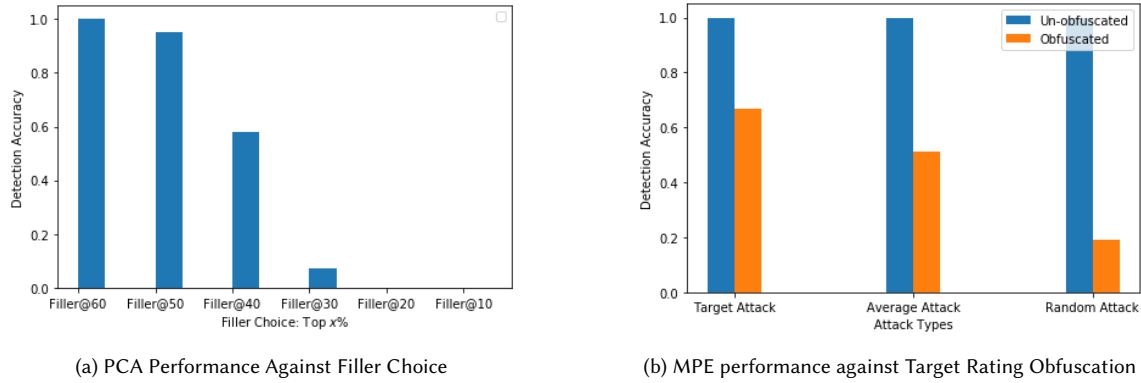 1.0
0.8
0.6
0.4
0.2
0.0
Detection Accuracy
Filler@60 Filler@50 Filler@40 Filler@30 Filler@20 Filler@10
Filler Choice: Top x%
(a) PCA Performance Against Filler Choice
Un-obfuscated
Obfuscated
1.0
0.8
0.6
0.4
0.2
0.0
Detection Accuracy
Target Attack Average Attack Random Attack
Attack Types
(b) MPE performance against Target Rating Obfuscation